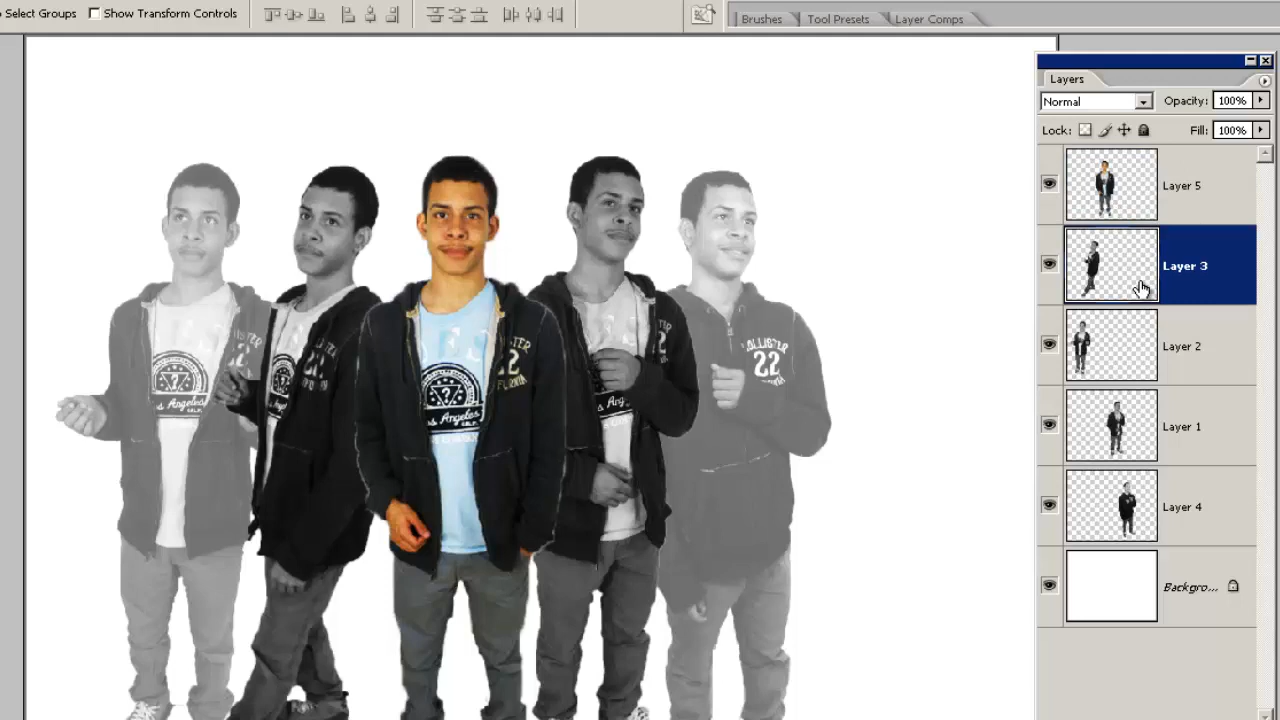 Select Groups
Show Transform Controls
Brushes
Tool Presets
Layer Comps
Layers
Normal
Opacity: 100%
Lock:
Fill: 100%
Layer 5
Layer 3
Layer 2
Layer 1
Layer 4
Backgro...
22
?
Los Angeles
22